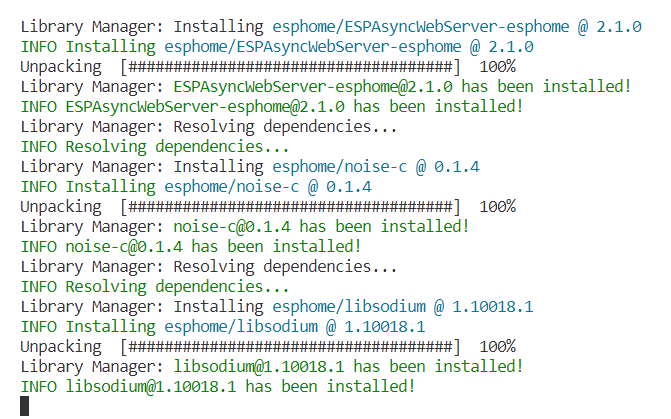 Library Manager: Installing esphome/ESPAsyncWebServer-esphome @ 2.1.0
INFO Installing esphome/ESPAsyncWebServer-esphome @ 2.1.0
Unpacking  [####################################]  100%
Library Manager: ESPAsyncWebServer-esphome@2.1.0 has been installed!
INFO ESPAsyncWebServer-esphome@2.1.0 has been installed!
Library Manager: Resolving dependencies...
INFO Resolving dependencies...
Library Manager: Installing esphome/noise-c @ 0.1.4
INFO Installing esphome/noise-c @ 0.1.4
Unpacking  [####################################]  100%
Library Manager: noise-c@0.1.4 has been installed!
INFO noise-c@0.1.4 has been installed!
Library Manager: Resolving dependencies...
INFO Resolving dependencies...
Library Manager: Installing esphome/libsodium @ 1.10018.1
INFO Installing esphome/libsodium @ 1.10018.1
Unpacking  [####################################]  100%
Library Manager: libsodium@1.10018.1 has been installed!
INFO libsodium@1.10018.1 has been installed!